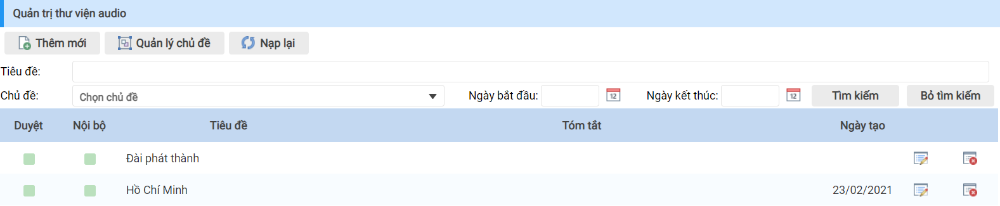 Quản trị thư viện audio
Thêm mới Quản lý chủ đề Nạp lại
Tiêu đề:
Chủ đề: Chọn chủ đề Ngày bắt đầu: 12 Ngày kết thúc: 12 Tìm kiếm Bỏ tìm kiếm
Duyệt Nội bộ Tiêu đề Tóm tắt Ngày tạo
Đài phát thành
Hồ Chí Minh 23/02/2021